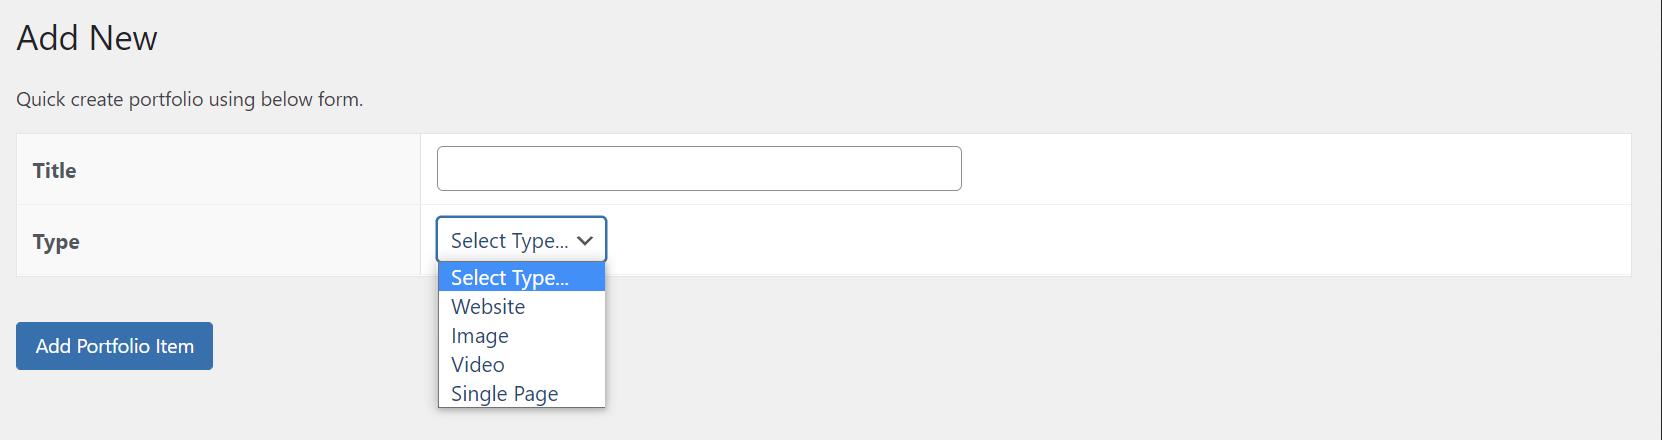 Add New
Quick create portfolio using below form.
Title
Type
Select Type...
Select Type...
Website
Image
Video
Single Page
Add Portfolio Item